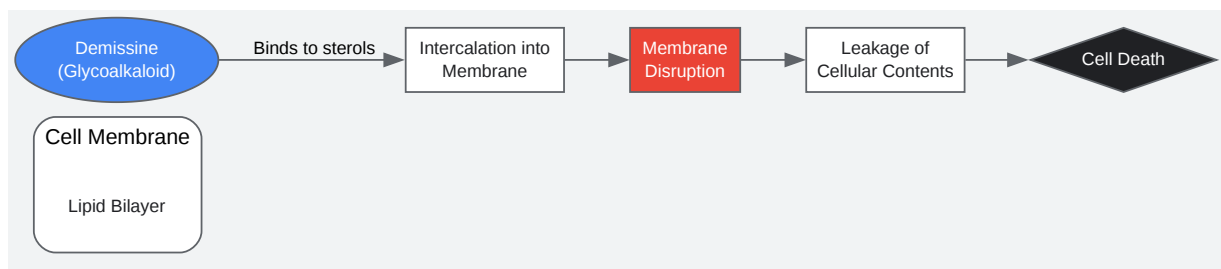 Demissine
(Glycoalkaloid)
Binds to sterols
Intercalation into
Membrane
Membrane
Disruption
Leakage of
Cellular Contents
Cell Death
Cell Membrane
Lipid Bilayer